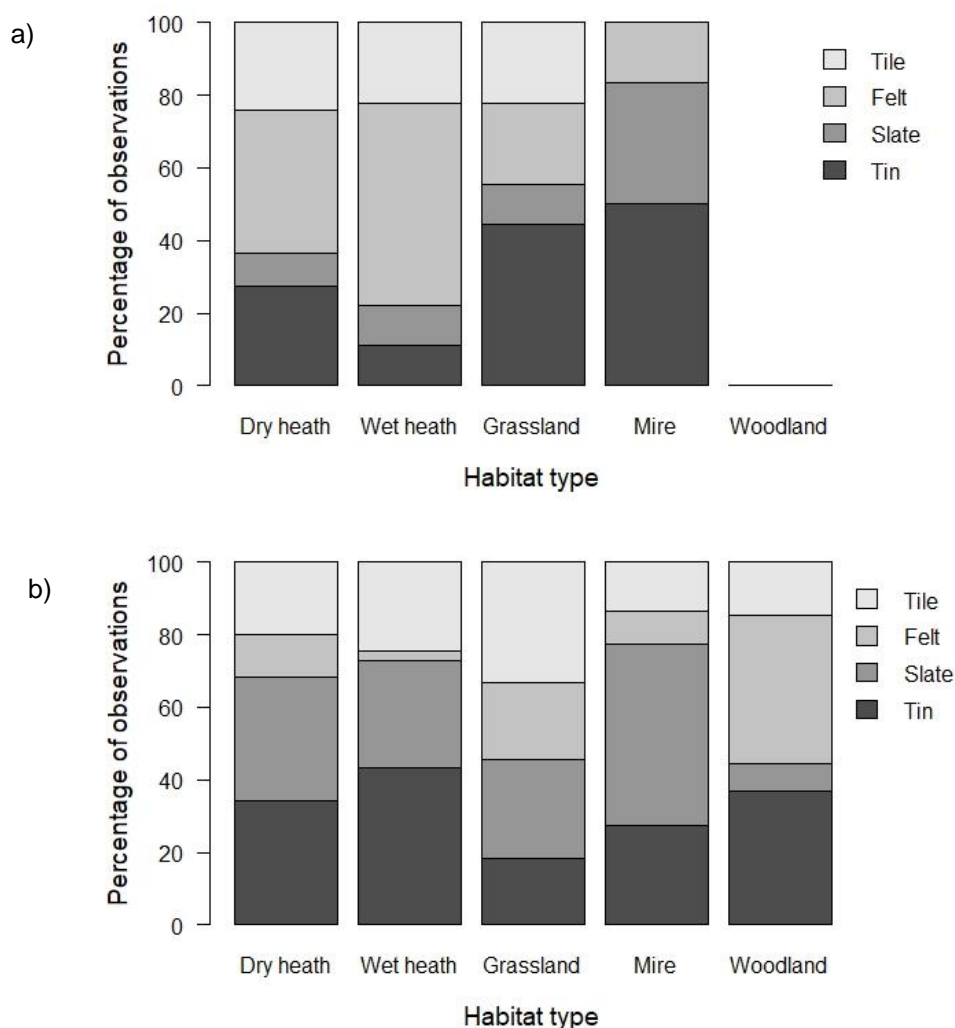 a)
Percentage of observations
100
80
60
40
20
0
Dry heath Wet heath Grassland Mire Woodland
Habitat type
Tile
Felt
Slate
Tin
b)
Percentage of observations
100
80
60
40
20
0
Dry heath Wet heath Grassland Mire Woodland
Habitat type
Tile
Felt
Slate
Tin